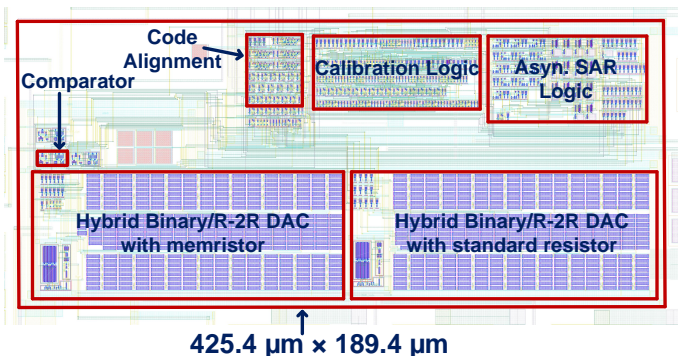 Code
Alignment
Comparator
Calibration Logic
Asyn. SAR
Logic
Hybrid Binary/R-2R DAC
with memristor
Hybrid Binary/R-2R DAC
with standard resistor
425.4 µm × 189.4 µm